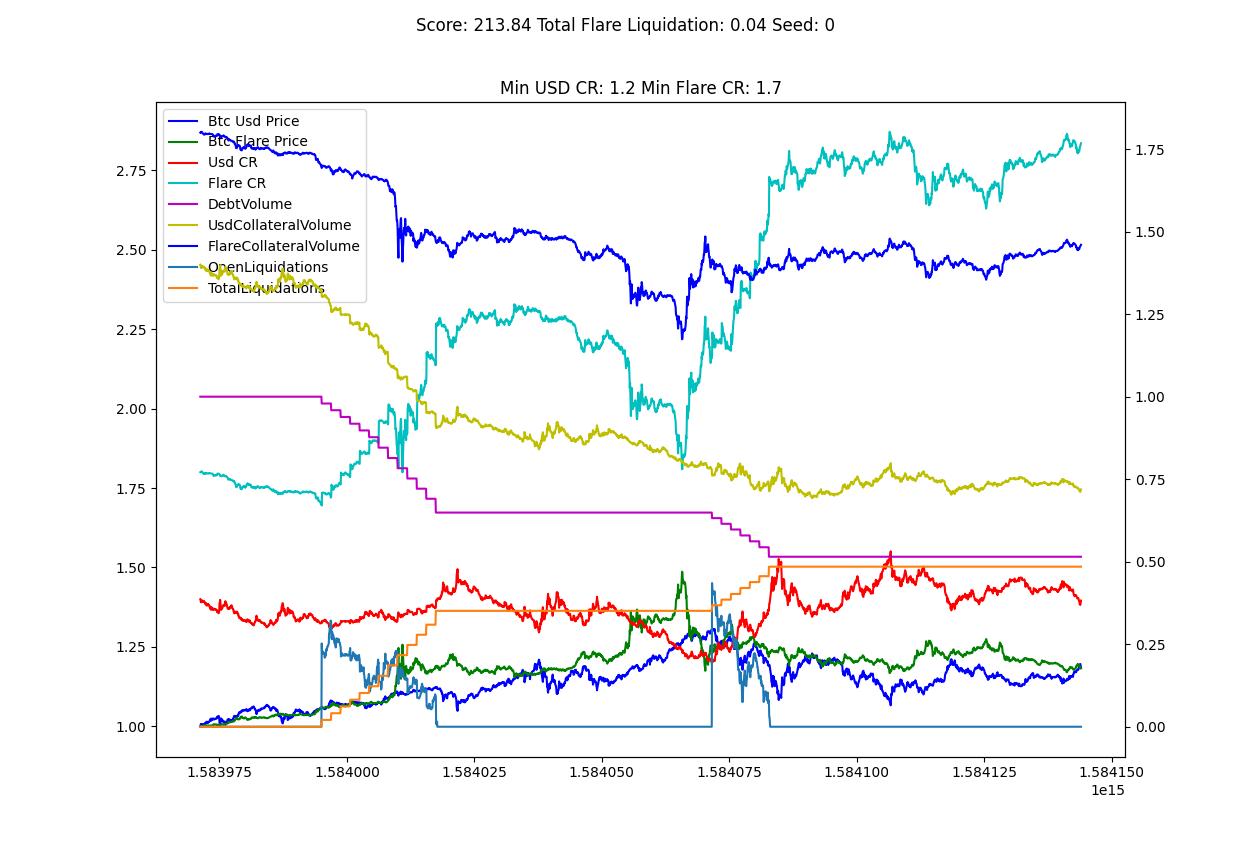 Score: 213.84 Total Flare Liquidation: 0.04 Seed: 0
Min USD CR: 1.2 Min Flare CR: 1.7
Btc Usd Price
Btc Flare Price
Usd CR
Flare CR
DebtVolume
UsdCollateralVolume
FlareCollateralVolume
OpenLiquidations
TotalLiquidations
2.75
2.50
2.25
2.00
1.75
1.50
1.25
1.00
1.75
1.50
1.25
1.00
0.75
0.50
0.25
0.00
1.583975 1.584000 1.584025 1.584050 1.584075 1.584100 1.584125 1.584150
1e15